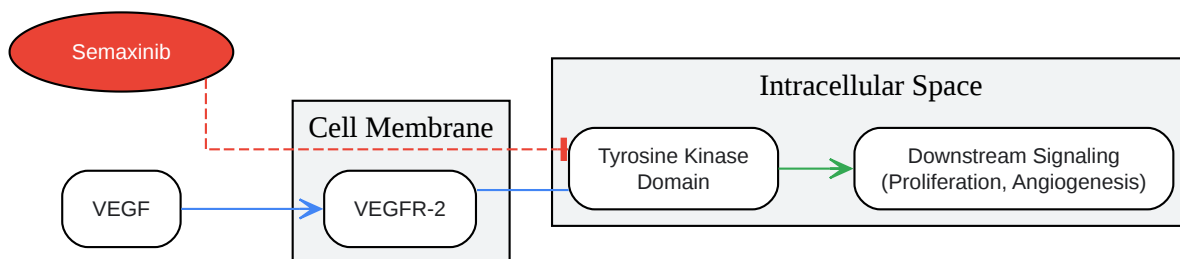 Semaxinib
Intracellular Space
Cell Membrane
Tyrosine Kinase
Domain
Downstream Signaling
(Proliferation, Angiogenesis)
VEGF
VEGFR-2